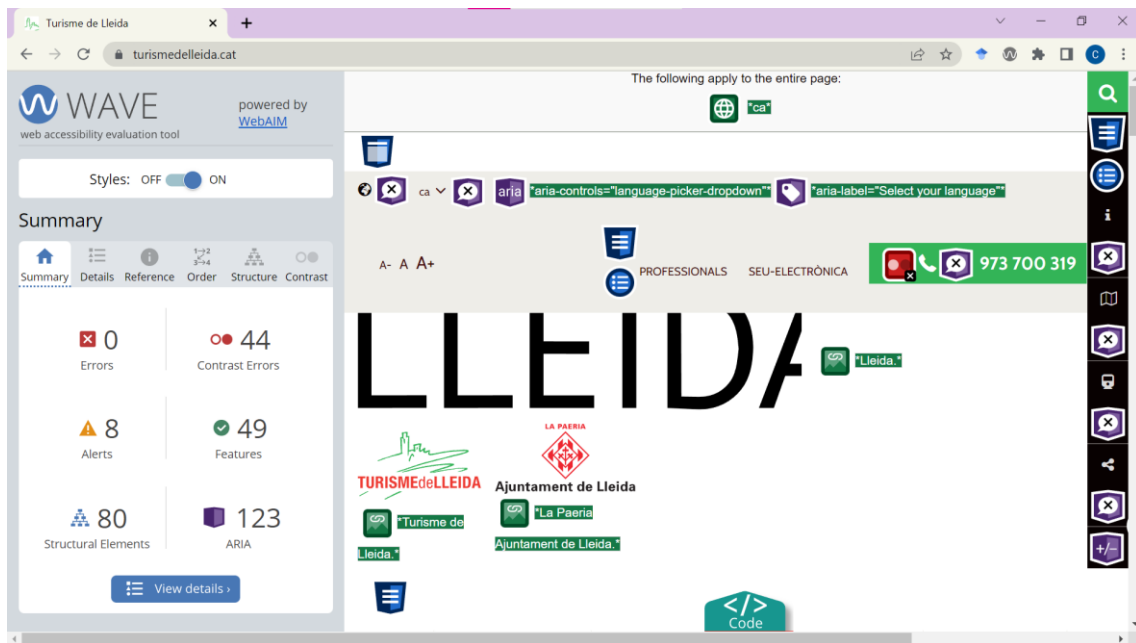 Turisme de Lleida
turismedelleida.cat
C
WAVE
web accessibility evaluation tool
powered by
WebAIM
Styles: OFF ON
Summary
Summary Details Reference Order Structure Contrast
0
Errors
44
Contrast Errors
8
Alerts
49
Features
80
Structural Elements
123
ARIA
View details ›
The following apply to the entire page:
*ca*
ca
aria
*aria-controls="language-picker-dropdown"*
*aria-label="Select your language"*
A- A A+
PROFESSIONALS SEU-ELECTRÒNICA
973 700 319
LLEIDA
*Lleida.*
TURISMEdeLLEIDA
*Turisme de
Lleida.*
LA PAERIA
Ajuntament de Lleida
*La Paeria
Ajuntament de Lleida.*
</>
Code
i
+/-